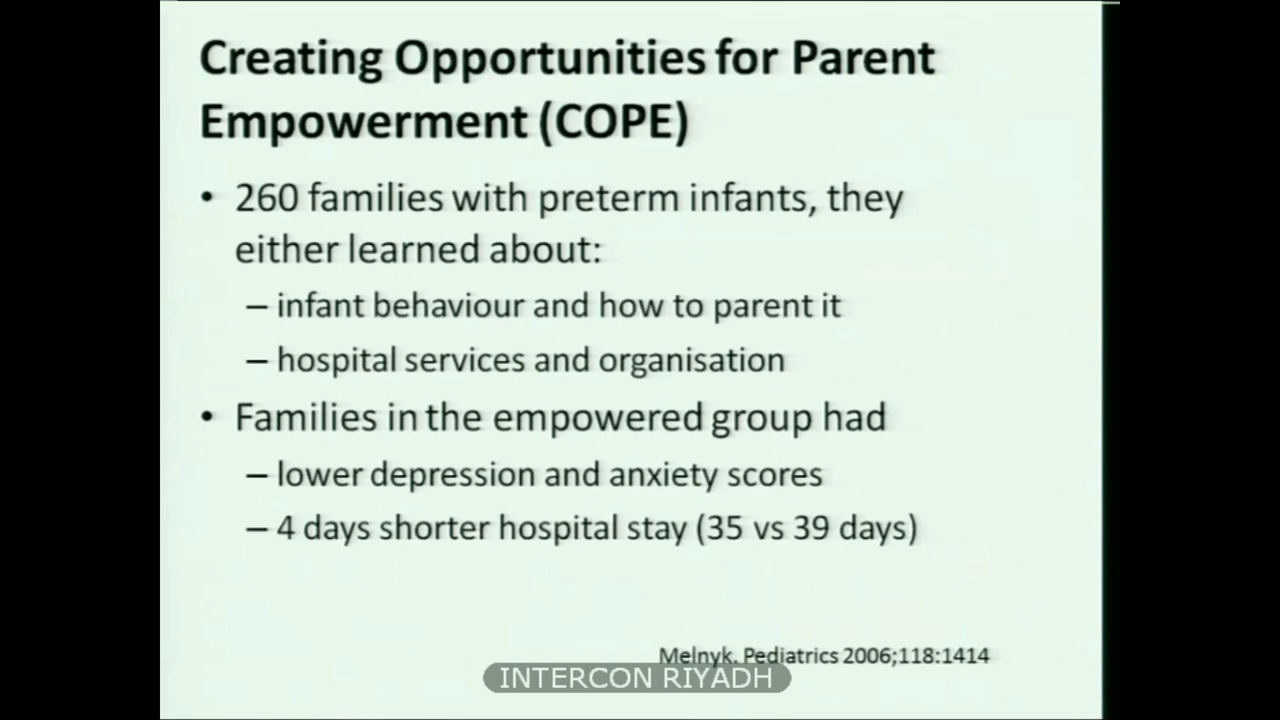 Creating Opportunities for Parent
Empowerment (COPE)
• 260 families with preterm infants, they
either learned about:
– infant behaviour and how to parent it
– hospital services and organisation
• Families in the empowered group had
– lower depression and anxiety scores
– 4 days shorter hospital stay (35 vs 39 days)
Melnyk. Pediatrics 2006;118:1414
INTERCON RIYADH